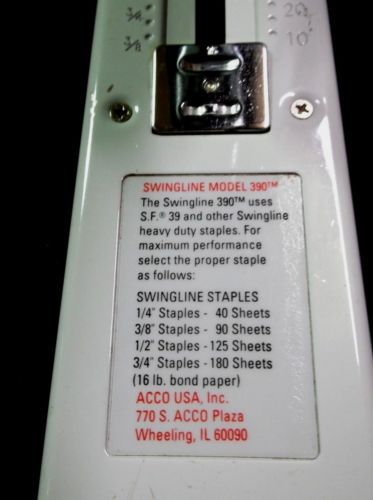 3/4 20
3/8 10
SWINGLINE MODEL 390™
The Swingline 390™ uses
S.F.® 39 and other Swingline
heavy duty staples. For
maximum performance
select the proper staple
as follows:
SWINGLINE STAPLES
1/4" Staples - 40 Sheets
3/8" Staples - 90 Sheets
1/2" Staples - 125 Sheets
3/4" Staples - 180 Sheets
(16 lb. bond paper)
ACCO USA, Inc.
770 S. ACCO Plaza
Wheeling, IL 60090